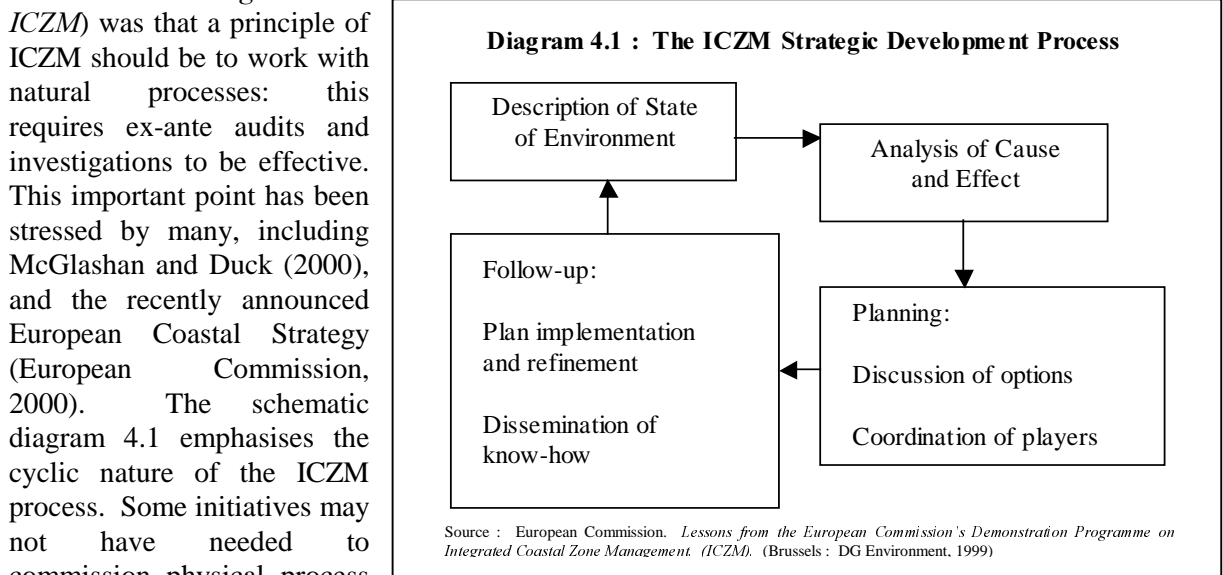 ICZM) was that a principle of
ICZM should be to work with
natural processes: this
requires ex-ante audits and
investigations to be effective.
This important point has been
stressed by many, including
McGlashan and Duck (2000),
and the recently announced
European Coastal Strategy
(European Commission,
2000). The schematic
diagram 4.1 emphasises the
cyclic nature of the ICZM
process. Some initiatives may
not have needed to
commission physical process
Diagram 4.1 : The ICZM Strategic Development Process
Description of State
of Environment
Analysis of Cause
and Effect
Planning:
Discussion of options
Coordination of players
Follow-up:
Plan implementation
and refinement
Dissemination of
know-how
Source : European Commission. Lessons from the European Commission's Demonstration Programme on
Integrated Coastal Zone Management. (ICZM). (Brussels : DG Environment, 1999)